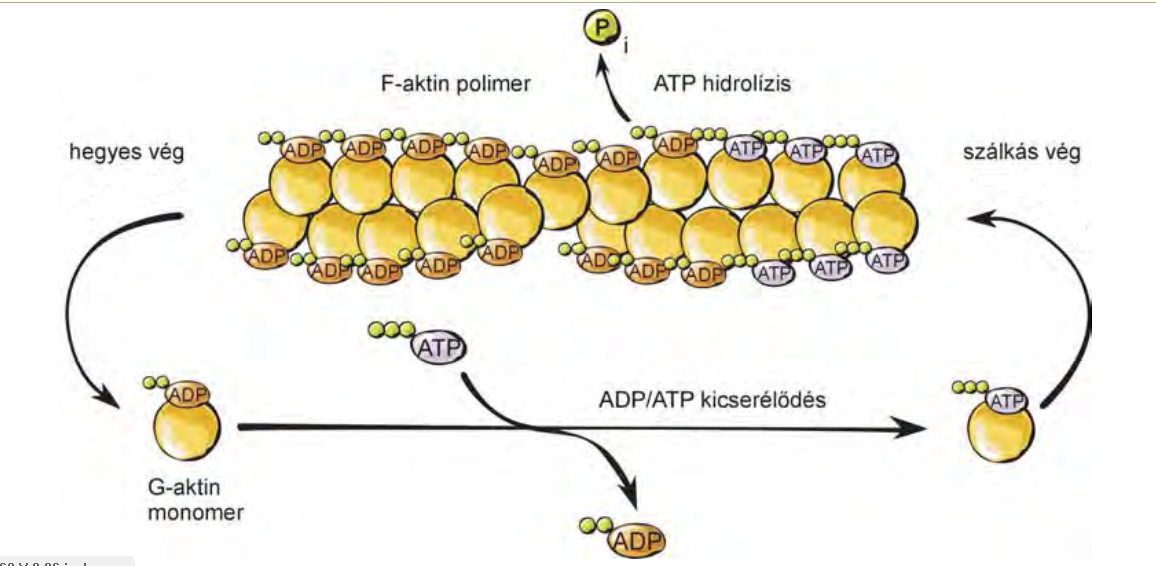 P
i
F-aktin polimer
ATP hidrolízis
hegyes vég
szálkás vég
ADP ADP ADP ADP ADP ADP ADP ATP ATP ATP
ADP ADP ADP ADP ADP ADP ADP ADP ATP ATP ATP
ATP
ADP/ATP kicserélődés
ADP
ATP
G-aktin
monomer
ADP